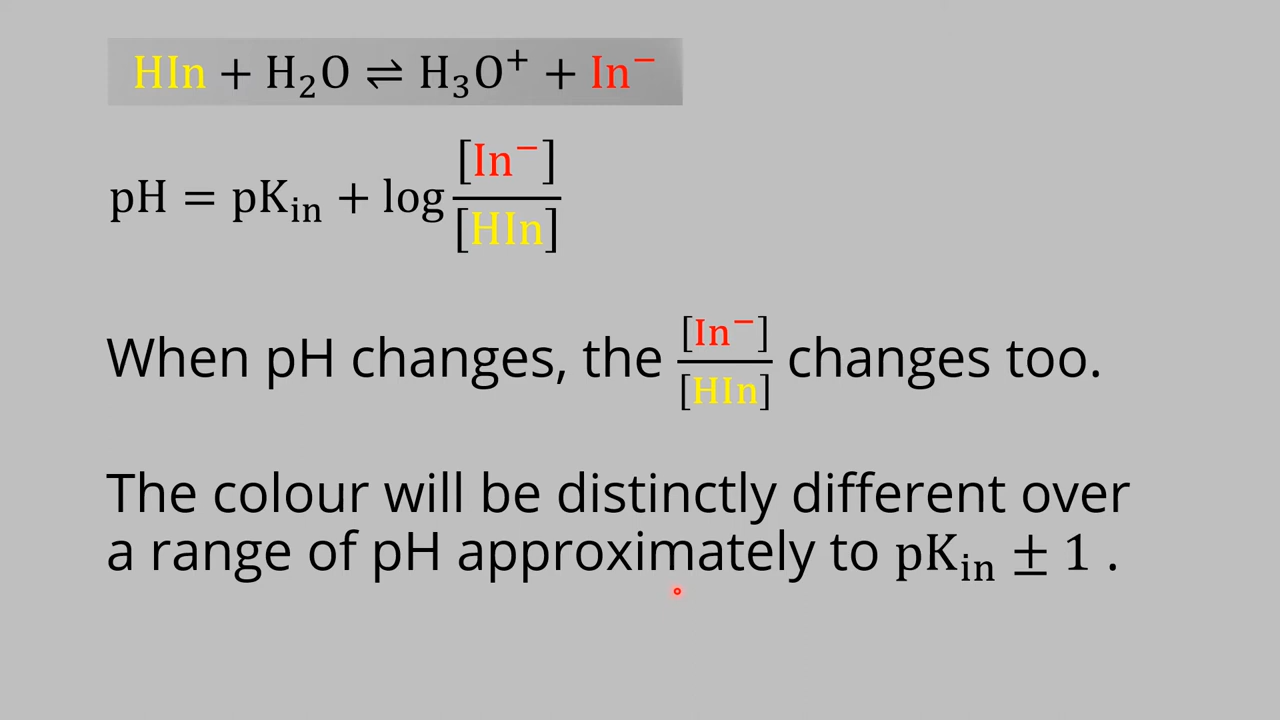 HIn + H₂O ⇌ H₃O⁺ + In⁻
pH = pKᵢₙ + log [In⁻]/[HIn]
When pH changes, the [In⁻]/[HIn] changes too.
The colour will be distinctly different over
a range of pH approximately to pKᵢₙ ± 1 .